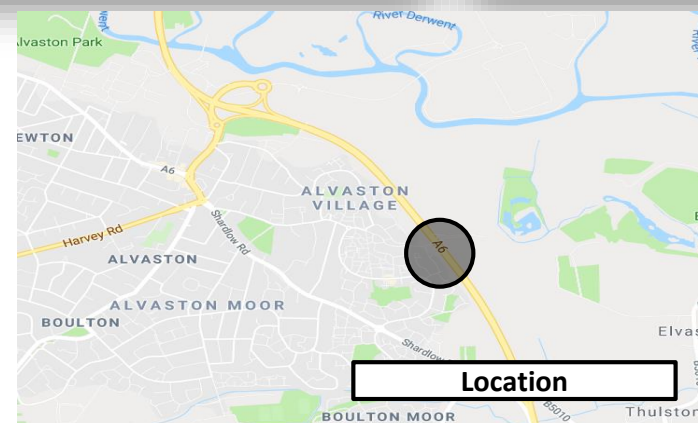 River Derwent
lvaston Park
EWTON
A6
ALVASTON
VILLAGE
Harvey Rd
Shardlow Rd
A6
ALVASTON
ALVASTON MOOR
BOULTON
Elvas
Shardlow
Location
B5010
Thulston
BOULTON MOOR